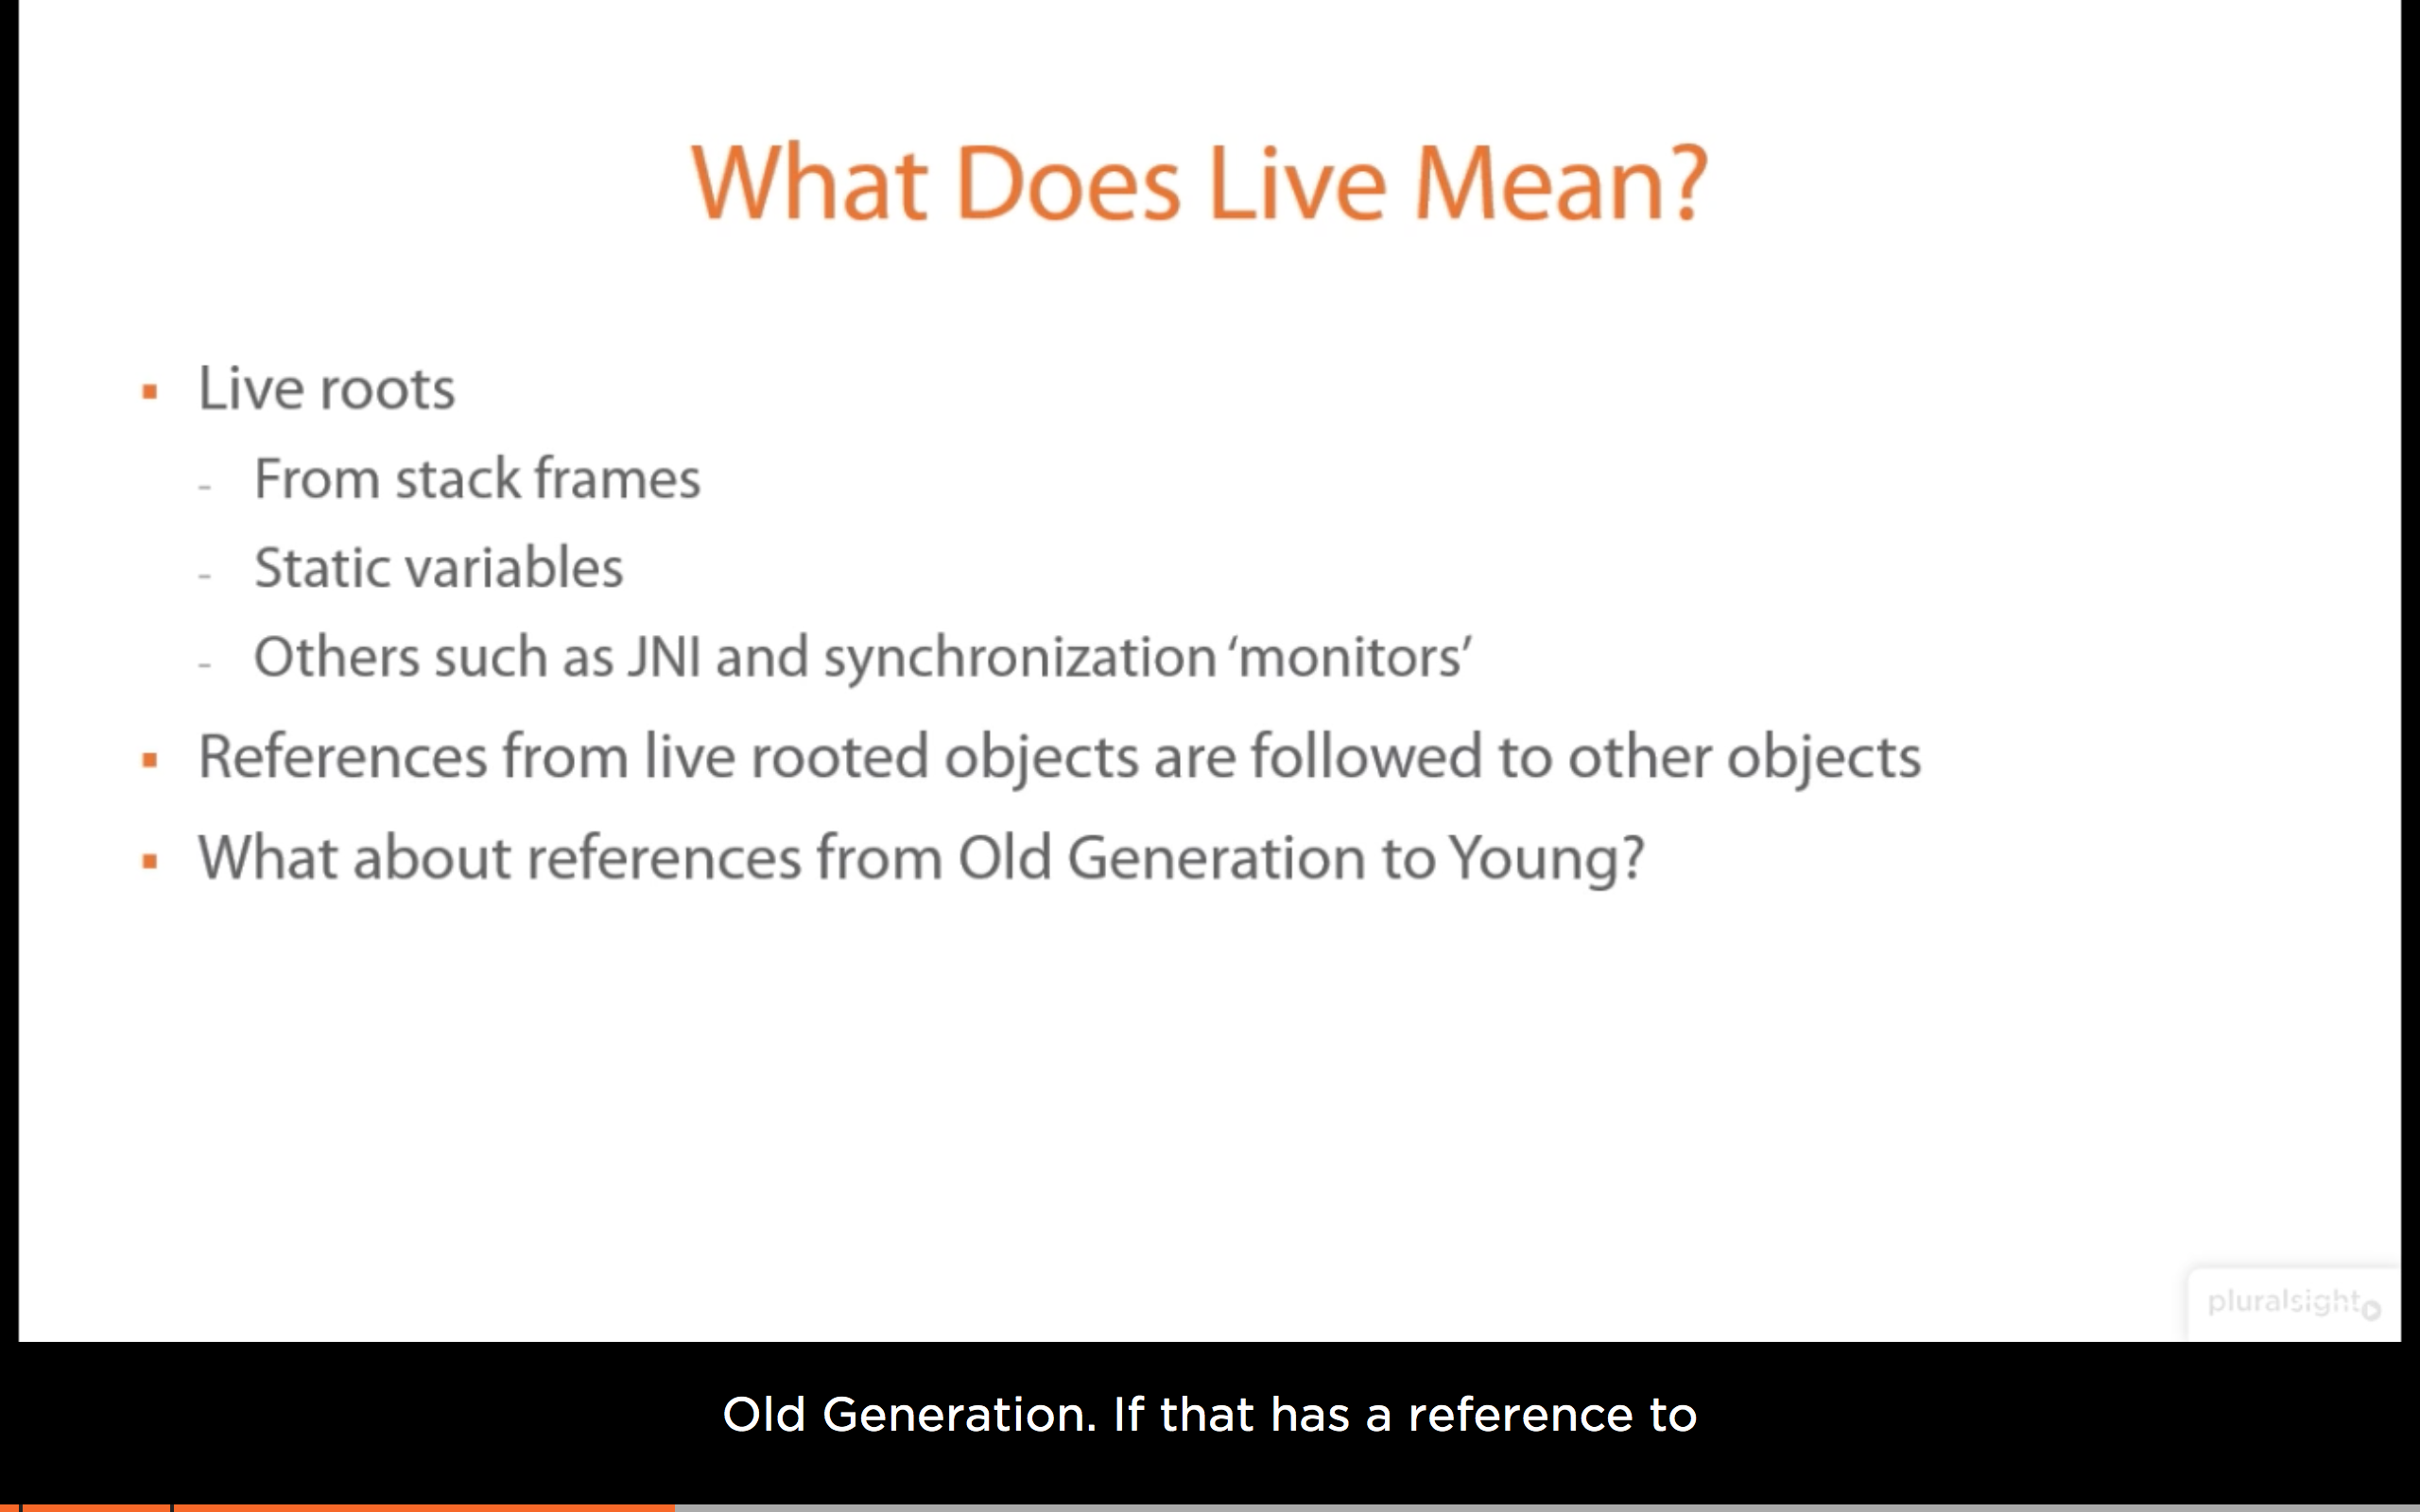 What Does Live Mean?
Live roots
- From stack frames
- Static variables
- Others such as JNI and synchronization ‘monitors’
References from live rooted objects are followed to other objects
What about references from Old Generation to Young?
pluralsight
Old Generation. If that has a reference to